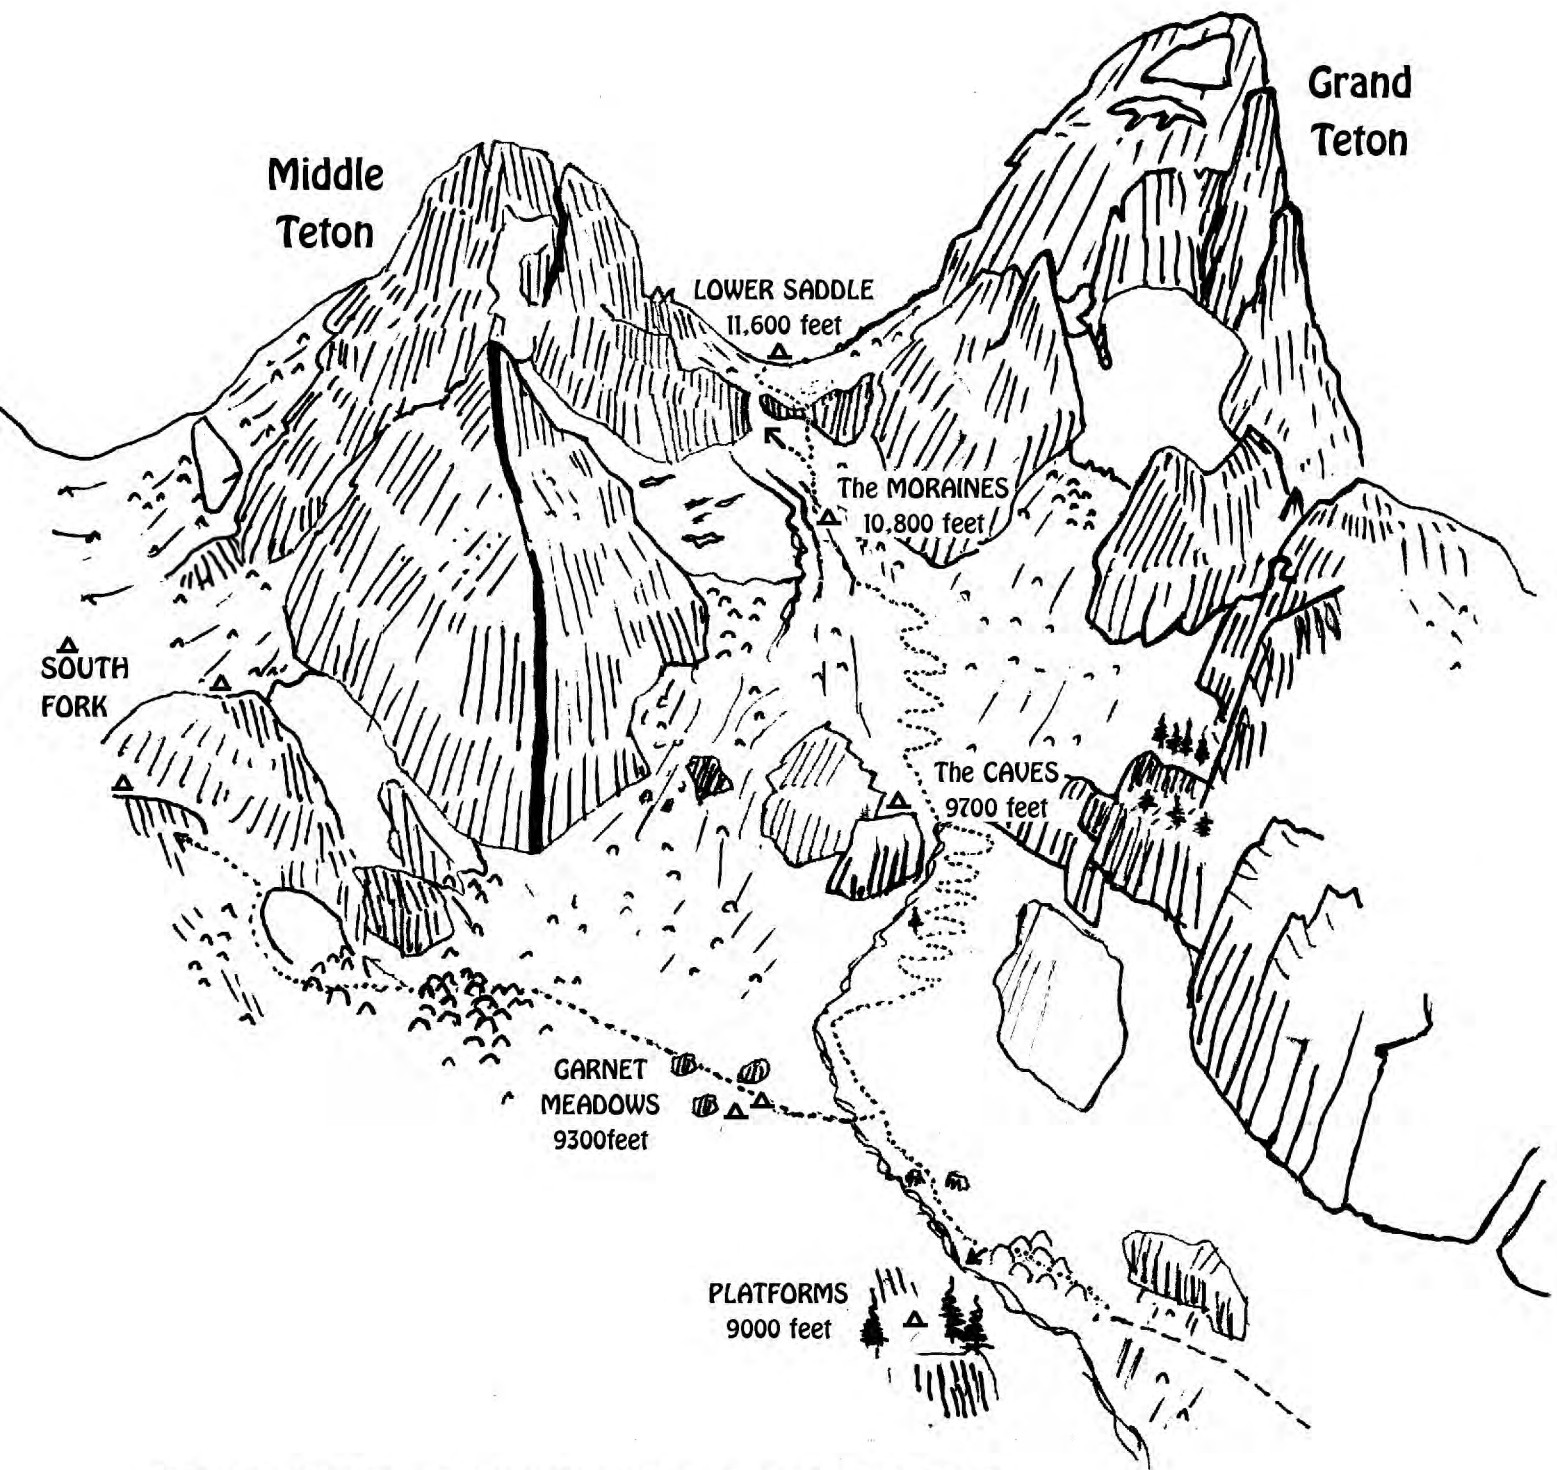 Grand
Teton
Middle
Teton
LOWER SADDLE
11,600 feet
The MORAINES
10,800 feet
SOUTH
FORK
The CAVES
9700 feet
GARNET
MEADOWS
9300feet
PLATFORMS
9000 feet